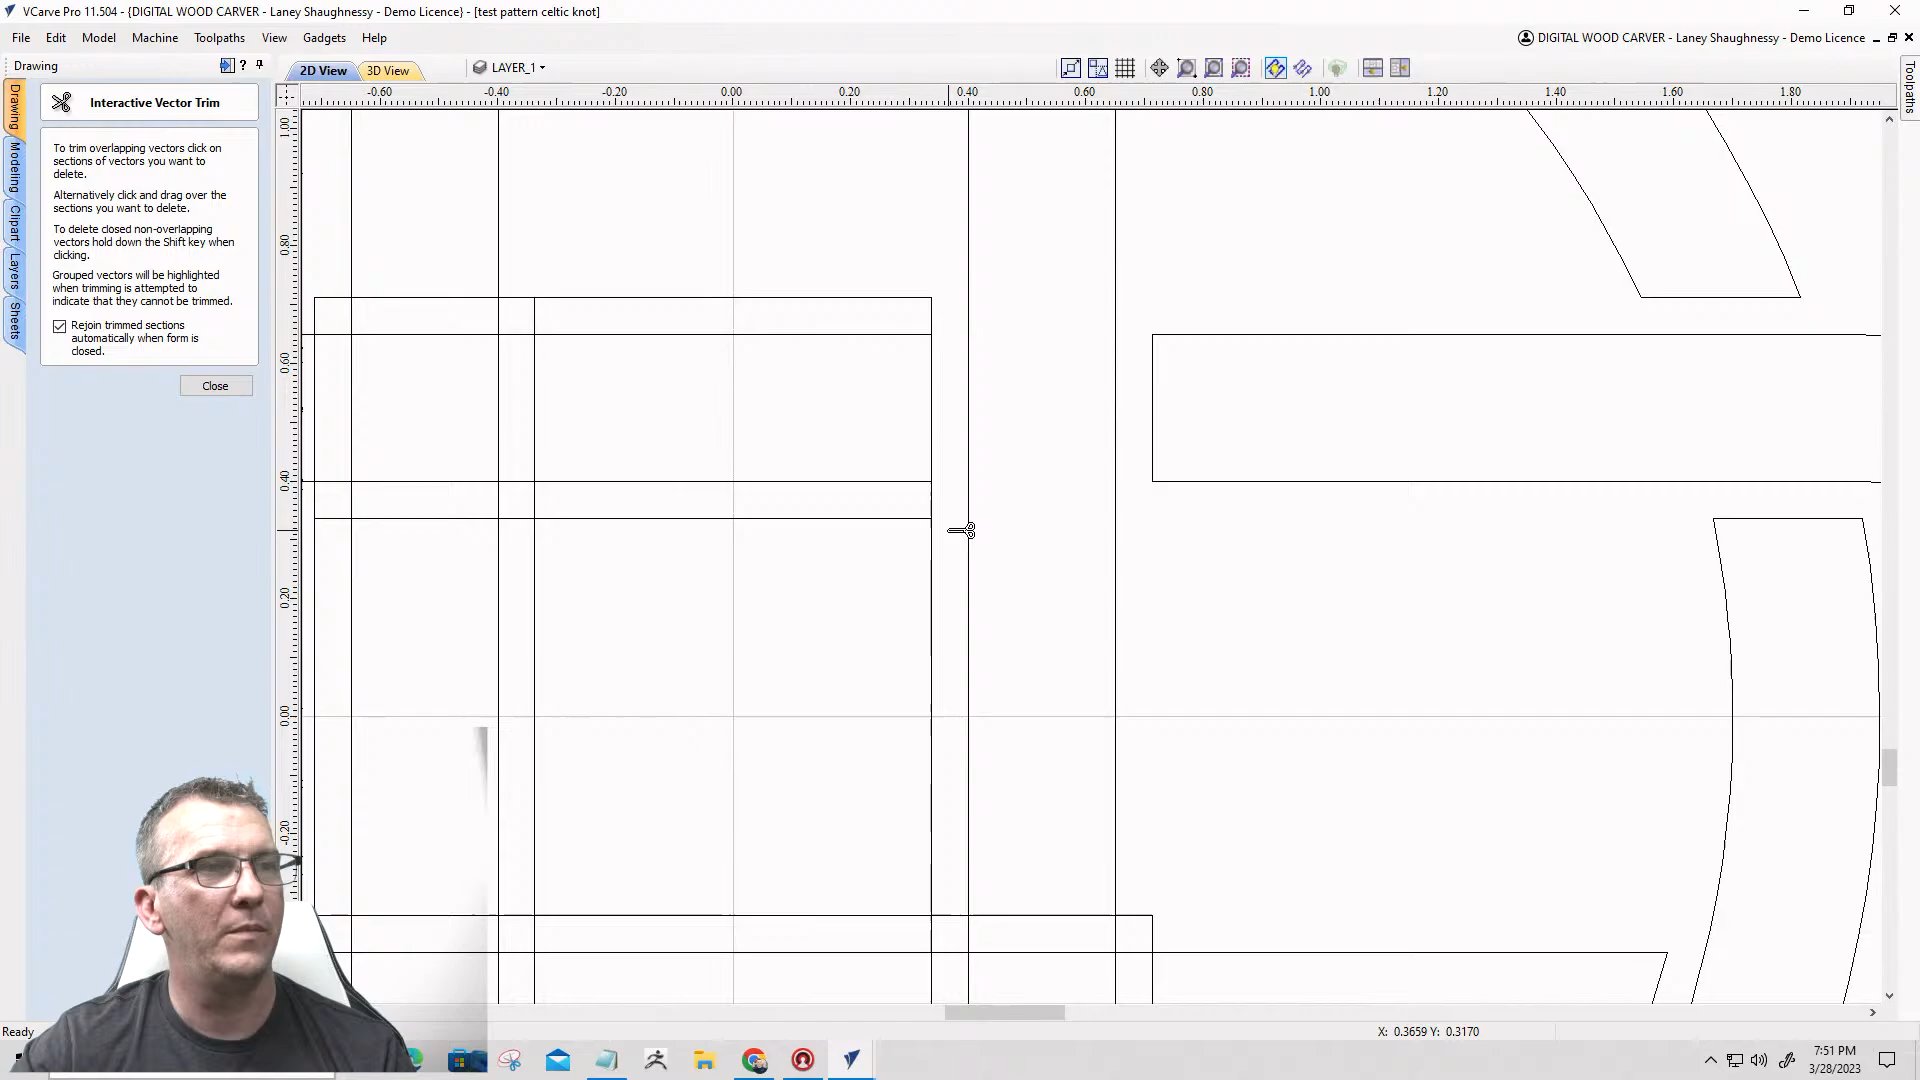 VCarve Pro 11.504 - {DIGITAL WOOD CARVER - Laney Shaughnessy - Demo Licence} - [test pattern celtic knot]
File Edit Model Machine Toolpaths View Gadgets Help
DIGITAL WOOD CARVER - Laney Shaughnessy - Demo Licence
Drawing
2D View
3D View
LAYER_1
Toolpaths
Drawing
Modeling
Clipart
Layers
Sheets
Interactive Vector Trim
To trim overlapping vectors click on
sections of vectors you want to
delete.
Alternatively click and drag over the
sections you want to delete.
To delete closed non-overlapping
vectors hold down the Shift key when
clicking.
Grouped vectors will be highlighted
when trimming is attempted to
indicate that they cannot be trimmed.
Rejoin trimmed sections
automatically when form is
closed.
Close
-0.60 -0.40 -0.20 0.00 0.20 0.40 0.60 0.80 1.00 1.20 1.40 1.60 1.80
1.00
0.80
0.60
0.40
0.20
0.00
-0.20
Ready
X: 0.3659 Y: 0.3170
7:51 PM
3/28/2023